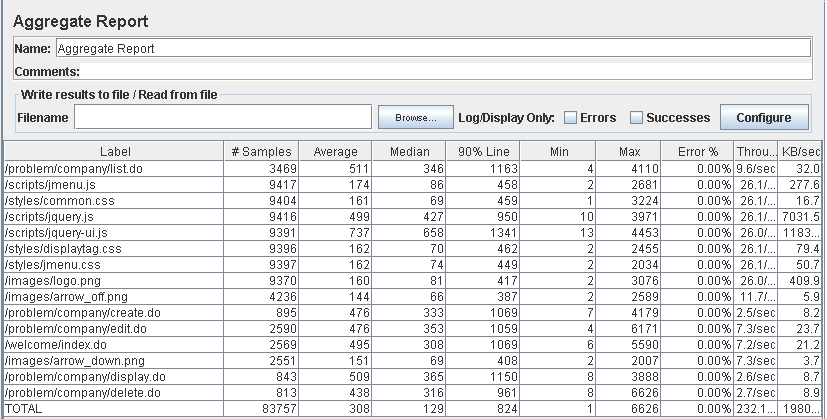 Aggregate Report
Name: Aggregate Report
Comments:
Write results to file / Read from file
Filename Browse... Log/Display Only: Errors Successes Configure
Label # Samples Average Median 90% Line Min Max Error % Throu... KB/sec
/problem/company/list.do 3469 511 346 1163 4 4110 0.00% 9.6/sec 32.0
/scripts/jmenu.js 9417 174 86 458 2 2681 0.00% 26.1/... 277.6
/styles/common.css 9404 161 69 459 1 3224 0.00% 26.1/... 16.7
/scripts/jquery.js 9416 499 427 950 10 3971 0.00% 26.1/... 7031.5
/scripts/jquery-ui.js 9391 737 658 1341 13 4453 0.00% 26.0/... 1183...
/styles/displaytag.css 9396 162 70 462 2 2455 0.00% 26.1/... 79.4
/styles/jmenu.css 9397 162 74 449 2 2034 0.00% 26.1/... 50.7
/images/logo.png 9370 160 81 417 2 3076 0.00% 26.0/... 409.9
/images/arrow_off.png 4236 144 66 387 2 2589 0.00% 11.7/... 5.9
/problem/company/create.do 895 476 333 1069 7 4179 0.00% 2.5/sec 8.2
/problem/company/edit.do 2590 476 353 1059 4 6171 0.00% 7.3/sec 23.7
/welcome/index.do 2569 495 308 1069 6 5590 0.00% 7.2/sec 21.2
/images/arrow_down.png 2551 151 69 408 2 2007 0.00% 7.3/sec 3.7
/problem/company/display.do 843 509 365 1150 8 3888 0.00% 2.6/sec 8.7
/problem/company/delete.do 813 438 316 961 8 6626 0.00% 2.7/sec 8.9
TOTAL 83757 308 129 824 1 6626 0.00% 232.1... 1980...